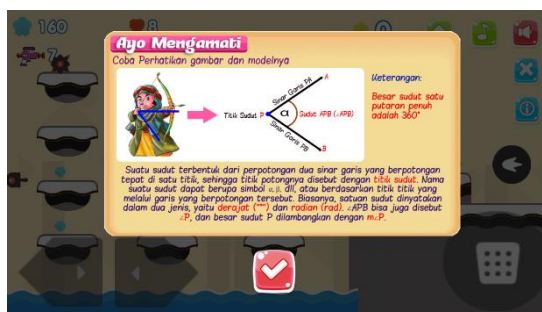 160
8
0
7
Ayo Mengamati
Coba Perhatikan gambar dan modelnya
Keterangan:
Besar sudut satu
putaran penuh
adalah 360°
A
Sinar Garis PA
Titik Sudut P
α
Sudut APB (∠APB)
Sinar Garis PB
B
Suatu sudut terbentuk dari perpotongan dua sinar garis yang berpotongan
tepat di satu titik, sehingga titik potongnya disebut dengan titik sudut. Nama
suatu sudut dapat berupa simbol α, β, dll, atau berdasarkan titik titik yang
melalui garis yang berpotongan tersebut. Biasanya, satuan sudut dinyatakan
dalam dua jenis, yaitu derajat ("°") dan radian (rad). ∠APB bisa juga disebut
∠P, dan besar sudut P dilambangkan dengan m∠P.